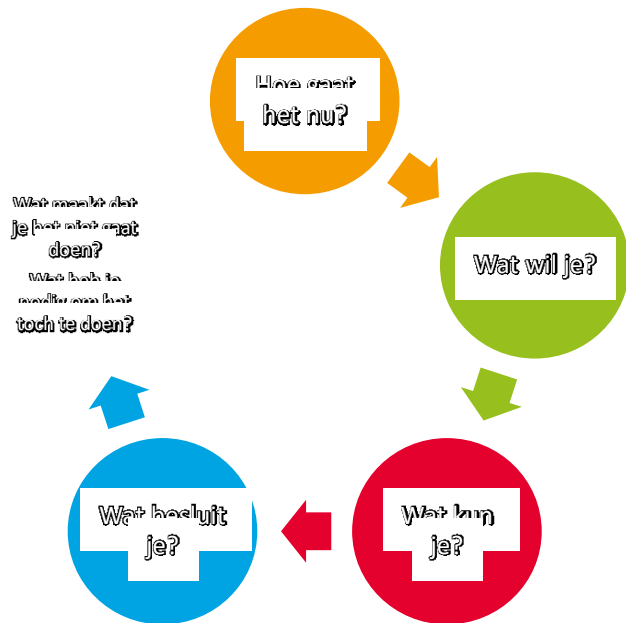 Hoe gaat
het nu?
Wat wil je?
Wat kun
je?
Wat besluit
je?
Wat maakt dat
je het niet gaat
doen?
Wat heb je
nodig om het
toch te doen?